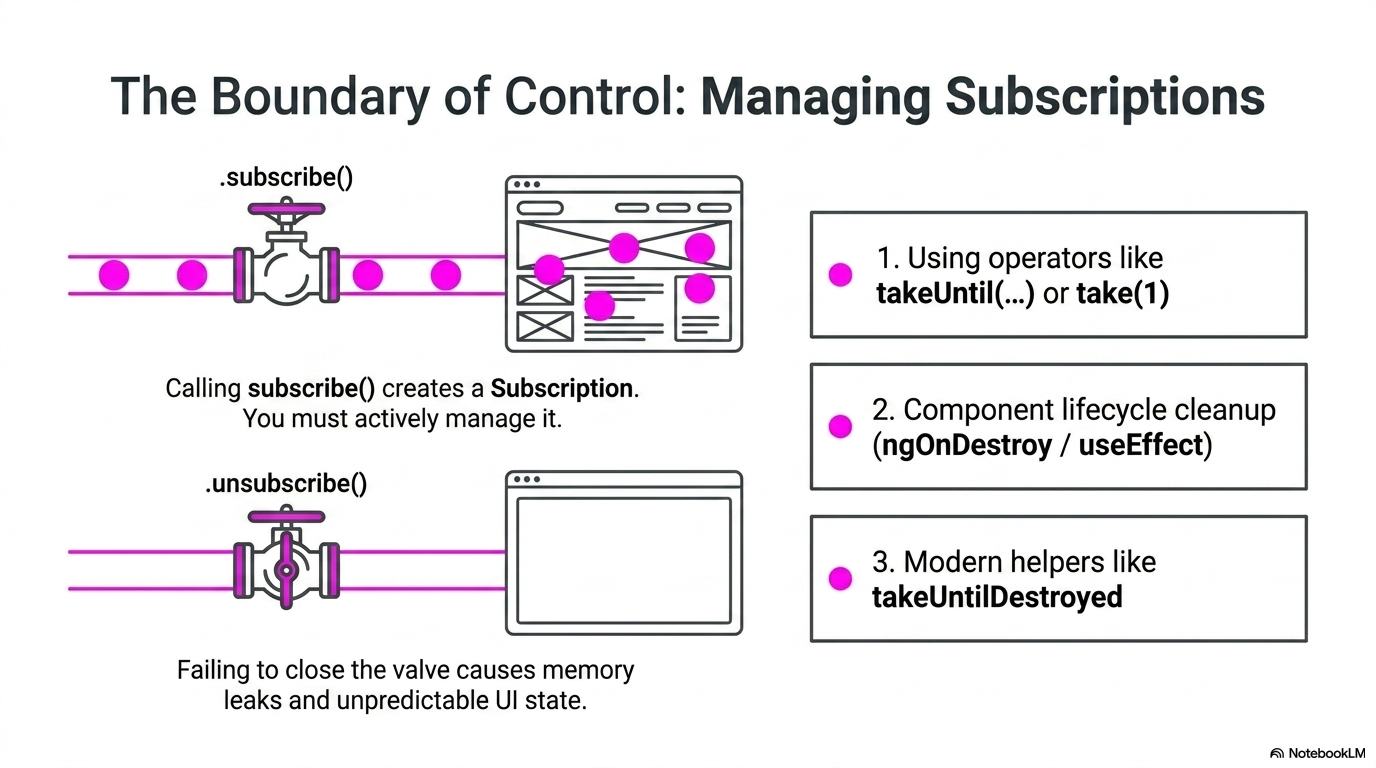 The Boundary of Control: Managing Subscriptions
.subscribe()
Calling subscribe() creates a Subscription.
You must actively manage it.
.unsubscribe()
Failing to close the valve causes memory
leaks and unpredictable UI state.
1. Using operators like
takeUntil(...) or take(1)
2. Component lifecycle cleanup
(ngOnDestroy / useEffect)
3. Modern helpers like
takeUntilDestroyed
NotebookLM